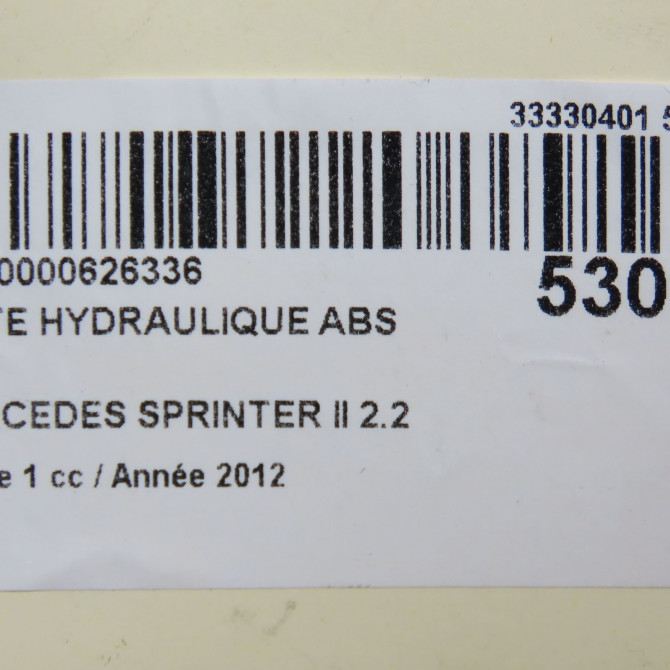 33330401 5
0000626336
530
TE HYDRAULIQUE ABS
CEDES SPRINTER II 2.2
e 1 cc / Année 2012